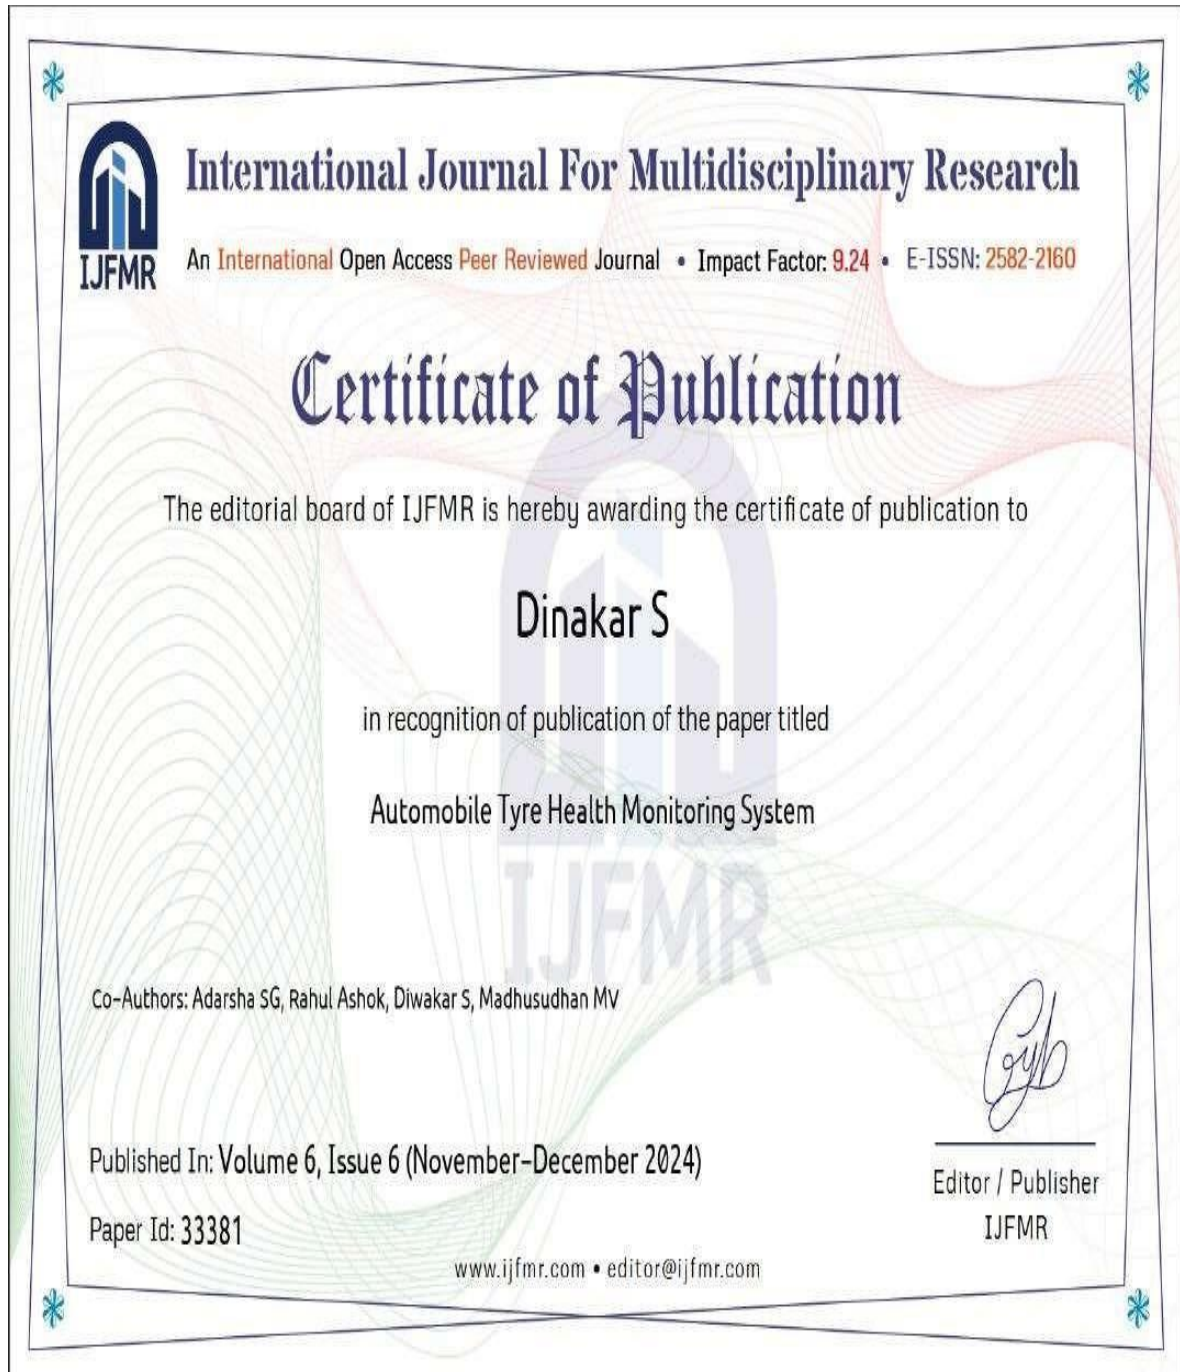 International Journal For Multidisciplinary Research
IJFMR
An International Open Access Peer Reviewed Journal • Impact Factor: 9.24 • E-ISSN: 2582-2160
Certificate of Publication
The editorial board of IJFMR is hereby awarding the certificate of publication to
Dinakar S
in recognition of publication of the paper titled
Automobile Tyre Health Monitoring System
IJFMR
Co-Authors: Adarsha SG, Rahul Ashok, Diwakar S, Madhusudhan MV
Published In: Volume 6, Issue 6 (November-December 2024)
Paper Id: 33381
Editor / Publisher
IJFMR
www.ijfmr.com • editor@ijfmr.com